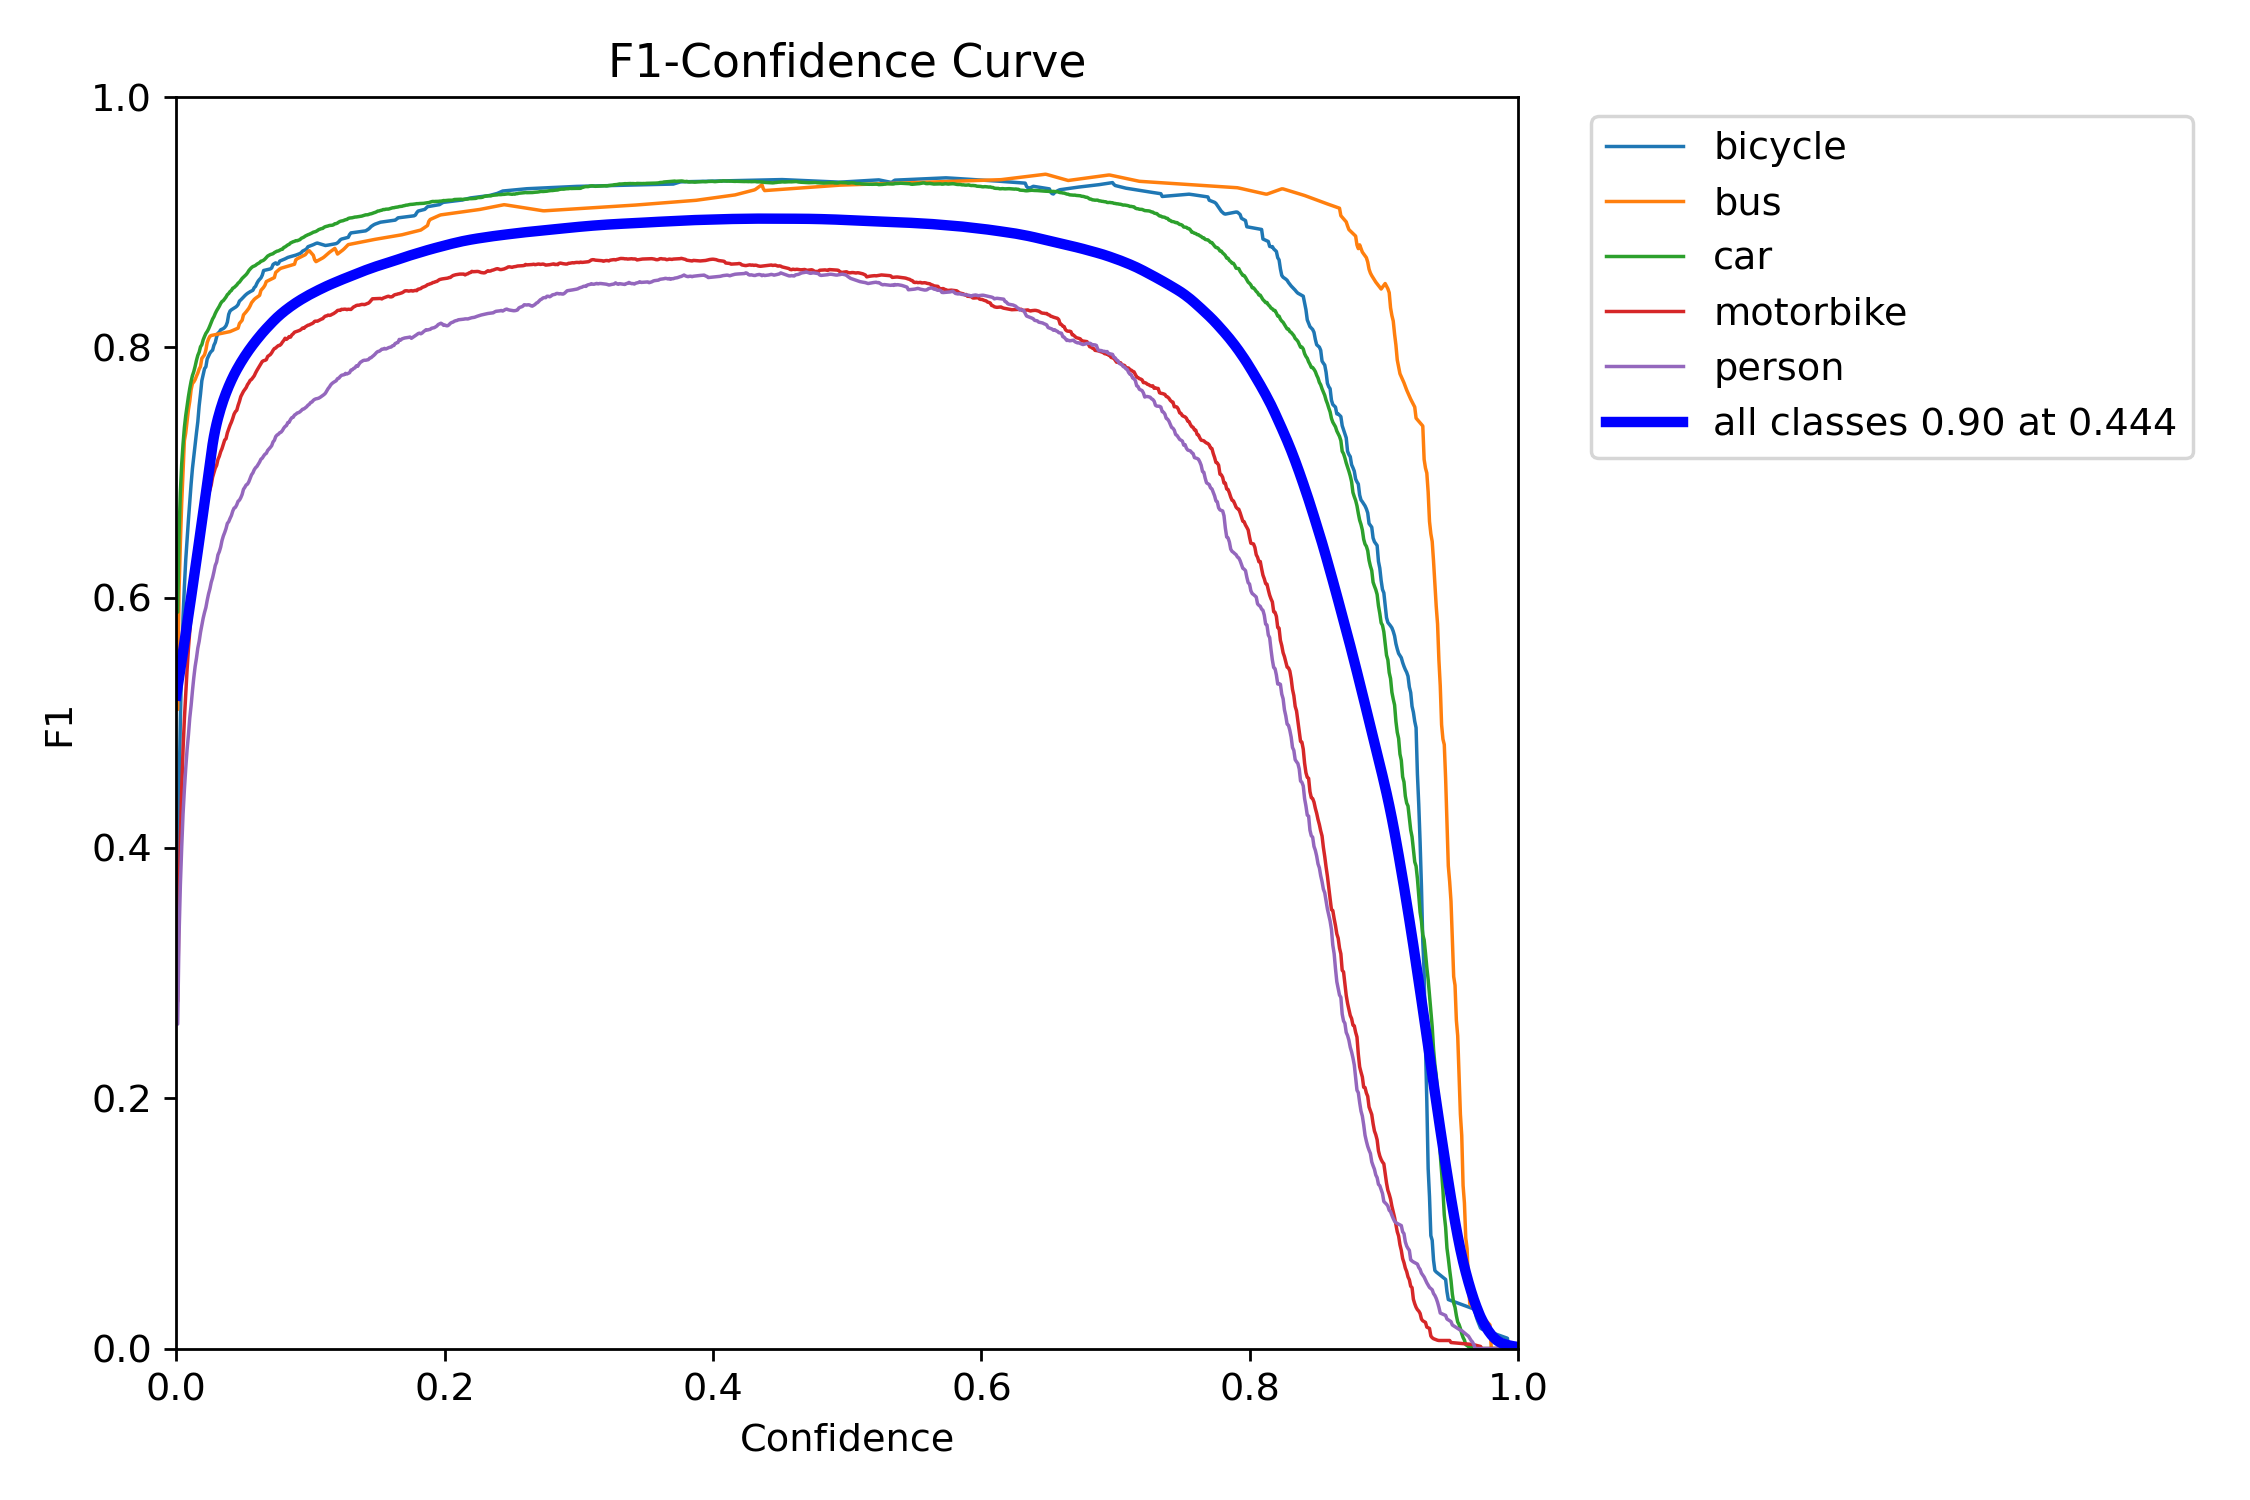 F1-Confidence Curve
1.0
0.8
0.6
0.4
0.2
0.0
F1
0.0 0.2 0.4 0.6 0.8 1.0
Confidence
bicycle
bus
car
motorbike
person
all classes 0.90 at 0.444